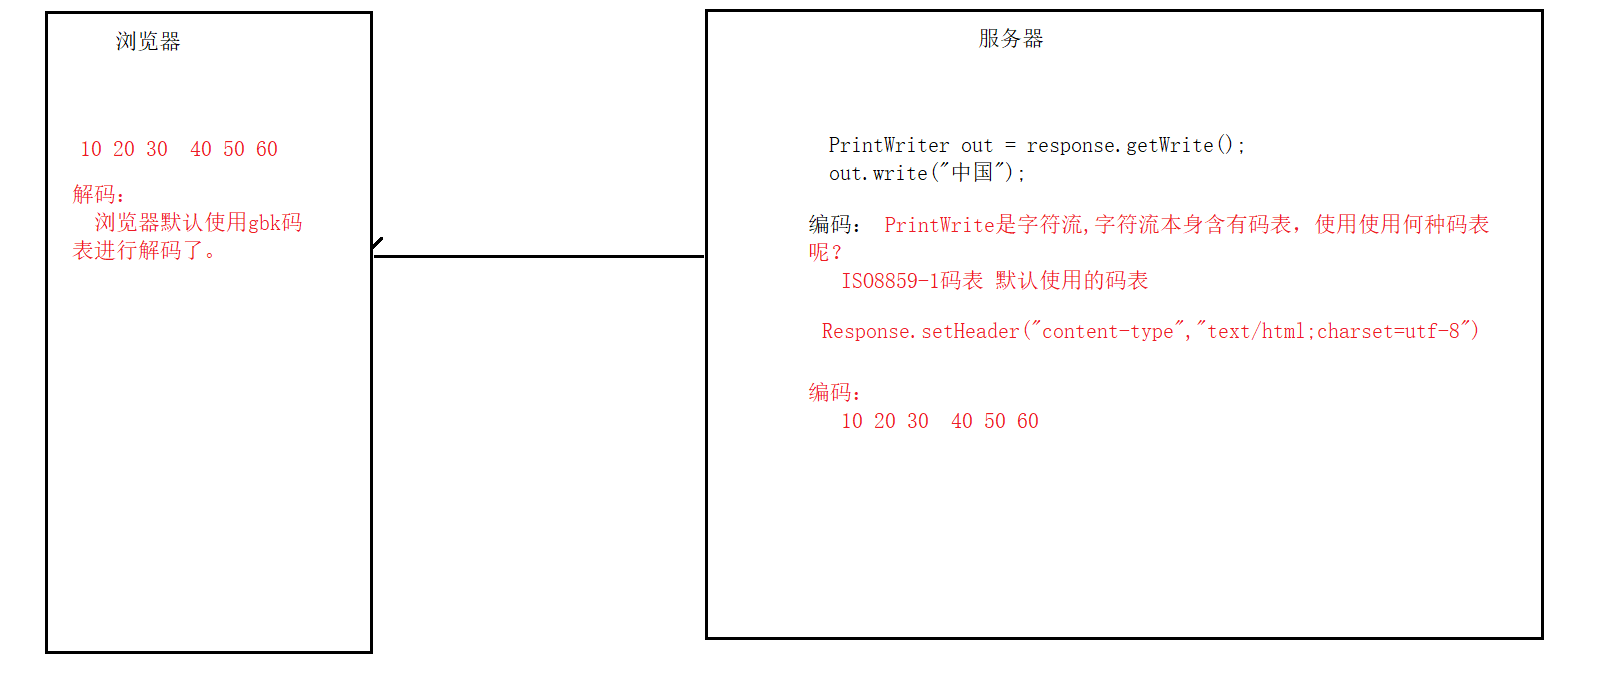 浏览器
10 20 30  40 50 60
解码：
浏览器默认使用gbk码
表进行解码了。
服务器
PrintWriter out = response.getWrite();
out.write("中国");
编码： PrintWrite是字符流,字符流本身含有码表，使用使用何种码表
呢？
ISO8859-1码表 默认使用的码表
Response.setHeader("content-type","text/html;charset=utf-8")
编码：
10 20 30  40 50 60